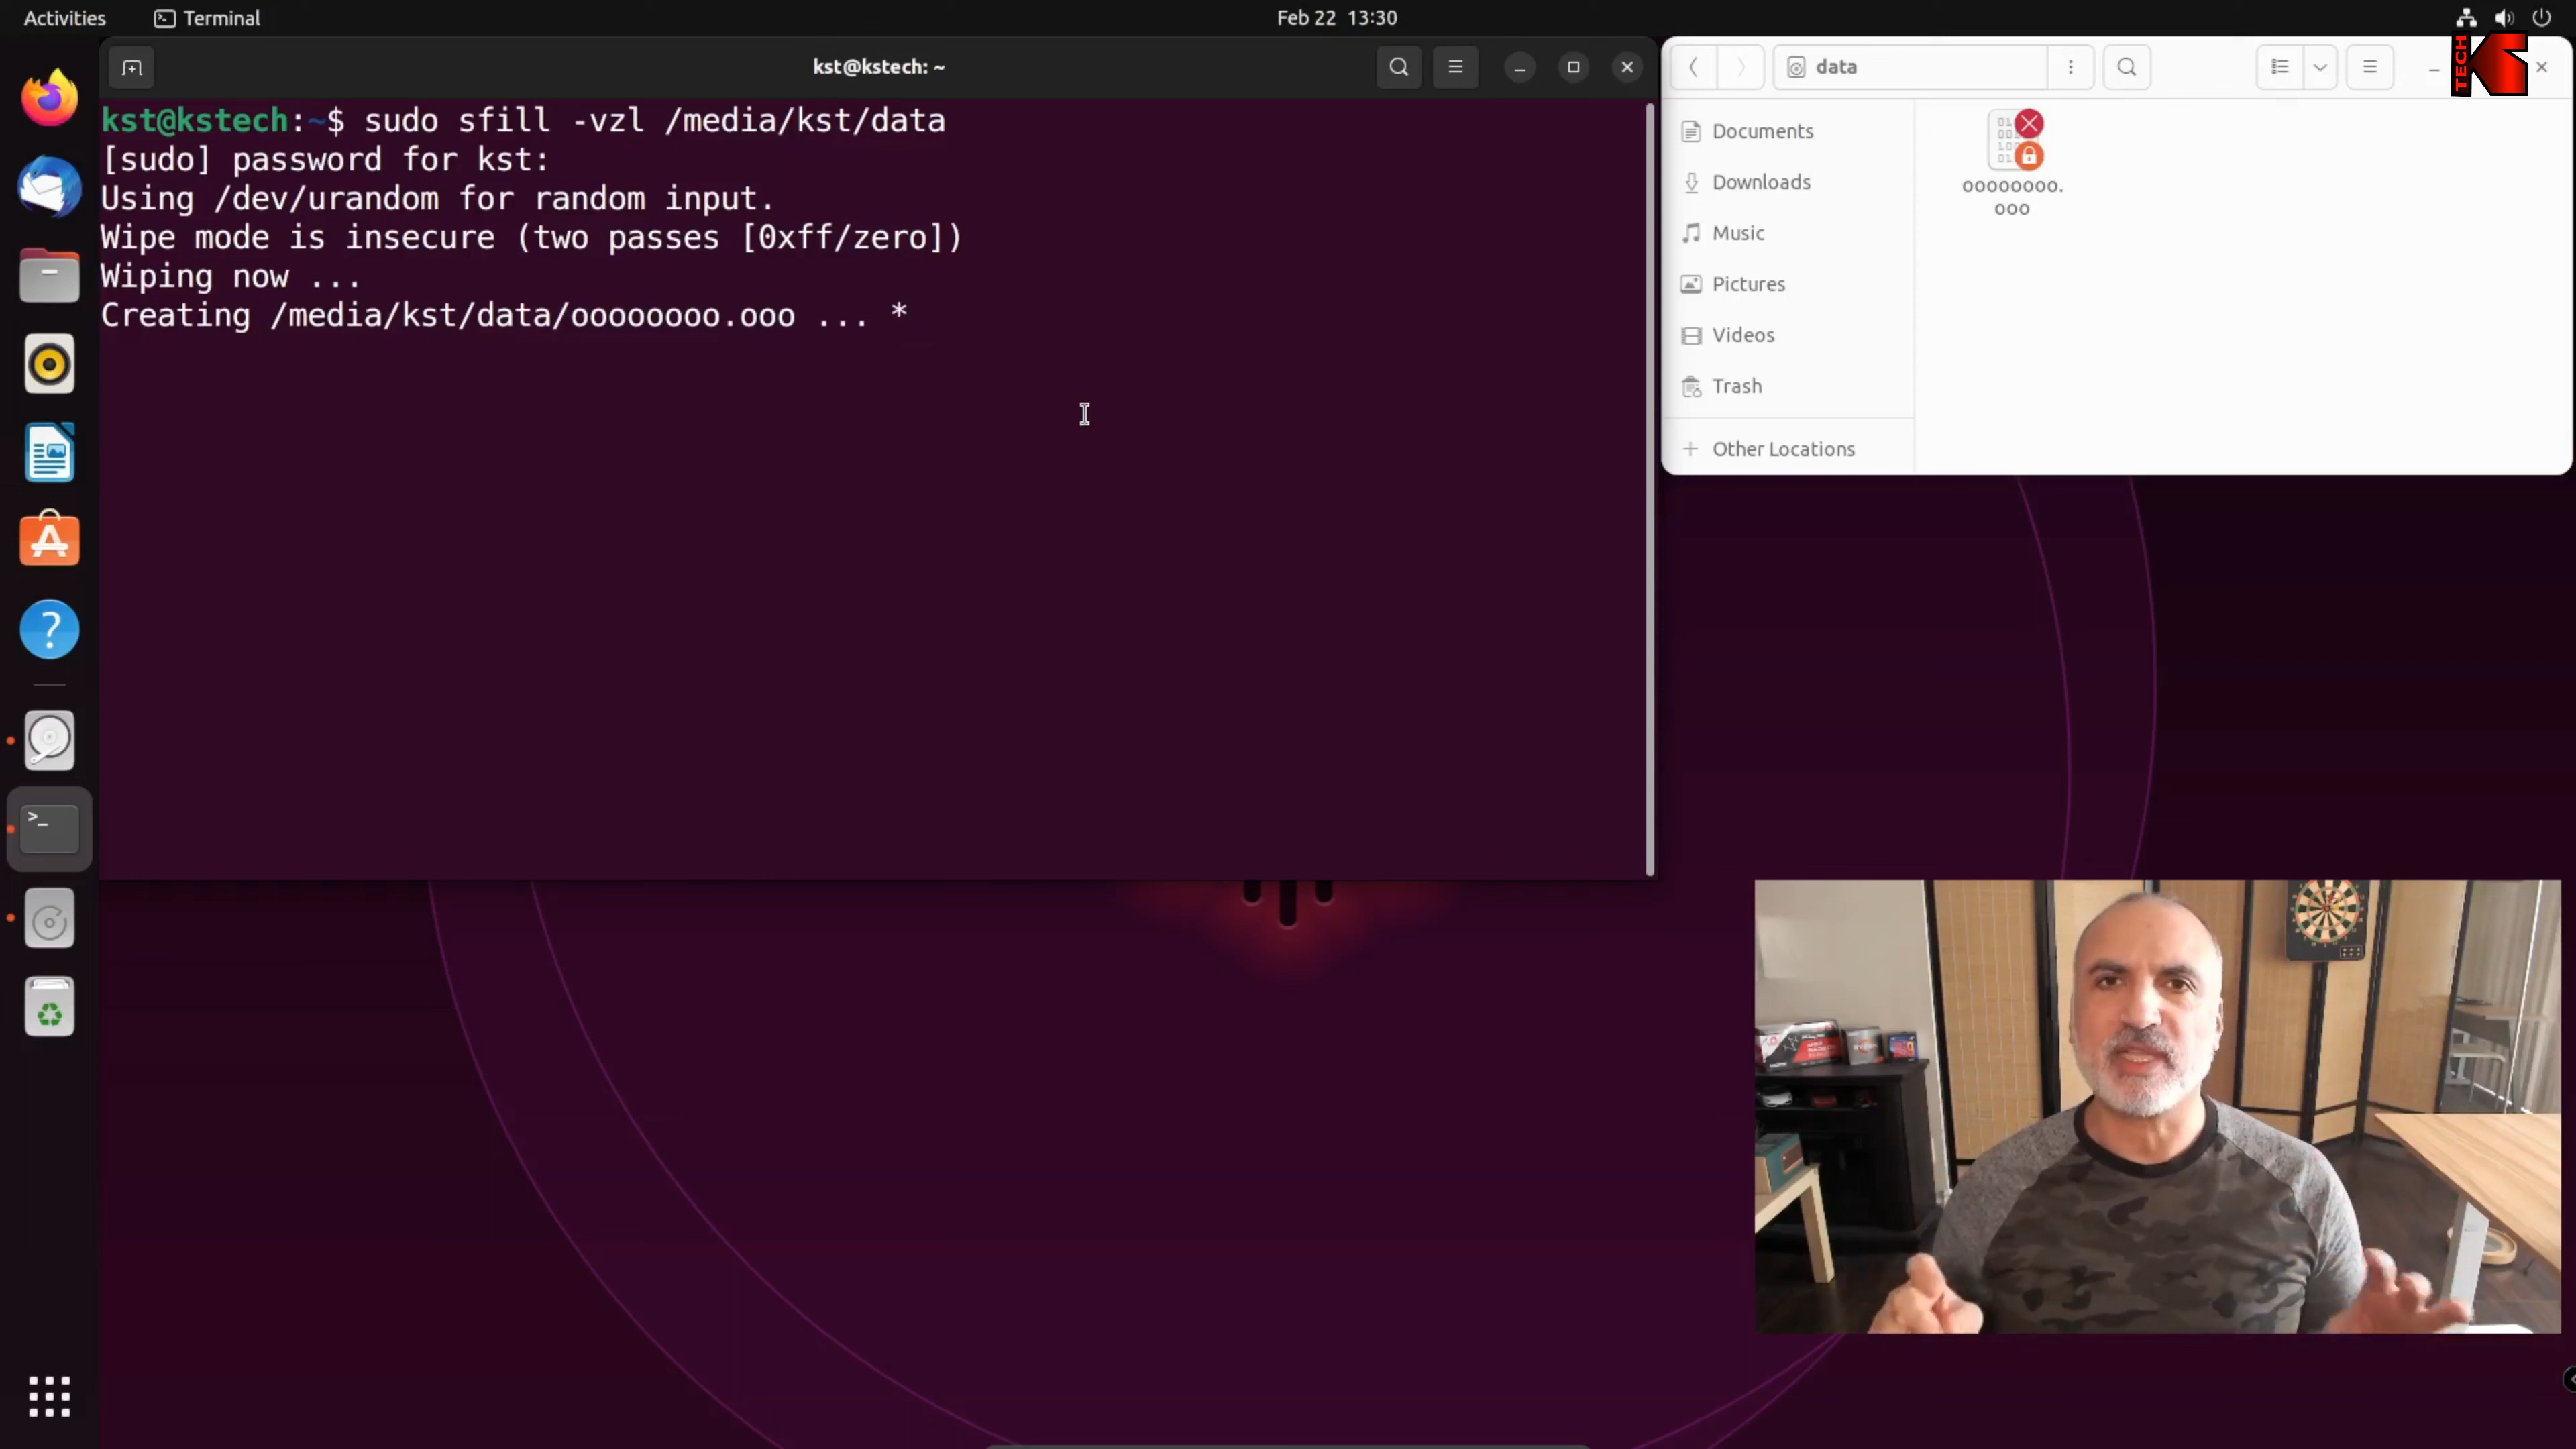 Activities
Terminal
Feb 22 13:30
kst@kstech: ~
kst@kstech:~$ sudo sfill -vzl /media/kst/data
[sudo] password for kst:
Using /dev/urandom for random input.
Wipe mode is insecure (two passes [0xff/zero])
Wiping now ...
Creating /media/kst/data/oooooooo.ooo ... *
data
TECH
K
Documents
Downloads
Music
Pictures
Videos
Trash
+ Other Locations
oooooooo.
ooo